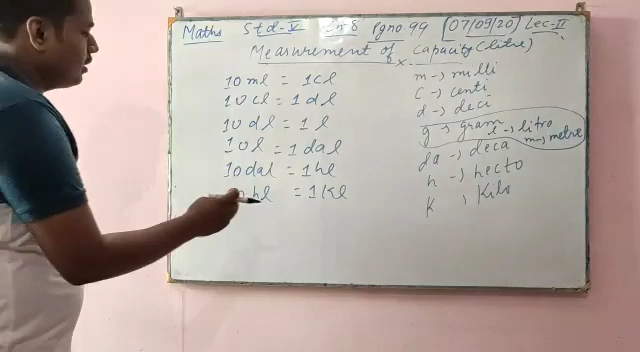 Maths Std-V Ch-8 Pg no. 99 (07/09/20) Lec-II
Measurement of Capacity (litre)
10 ml = 1 cl
10 cl = 1 dl
10 dl = 1 l
10 l = 1 dal
10 dal = 1 hl
hl = 1 Kl
m → milli
c → centi
d → deci
g → gram l → litre m → metre
da → deca
h → hecto
K → Kilo